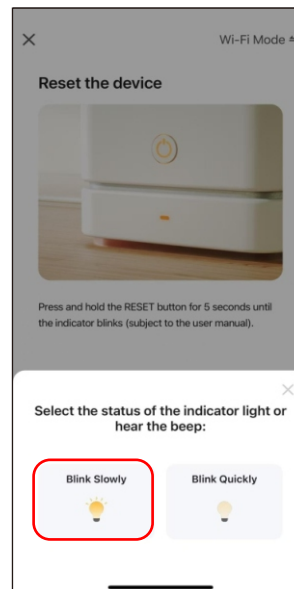 Wi-Fi Mode
Reset the device
Press and hold the RESET button for 5 seconds until
the indicator blinks (subject to the user manual).
Select the status of the indicator light or
hear the beep:
Blink Slowly
Blink Quickly